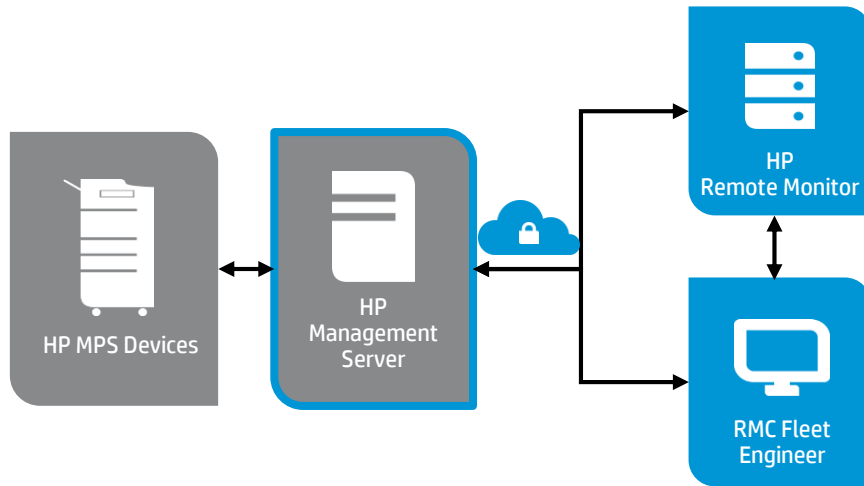 HP MPS Devices
HP
Management
Server
HP
Remote Monitor
RMC Fleet
Engineer